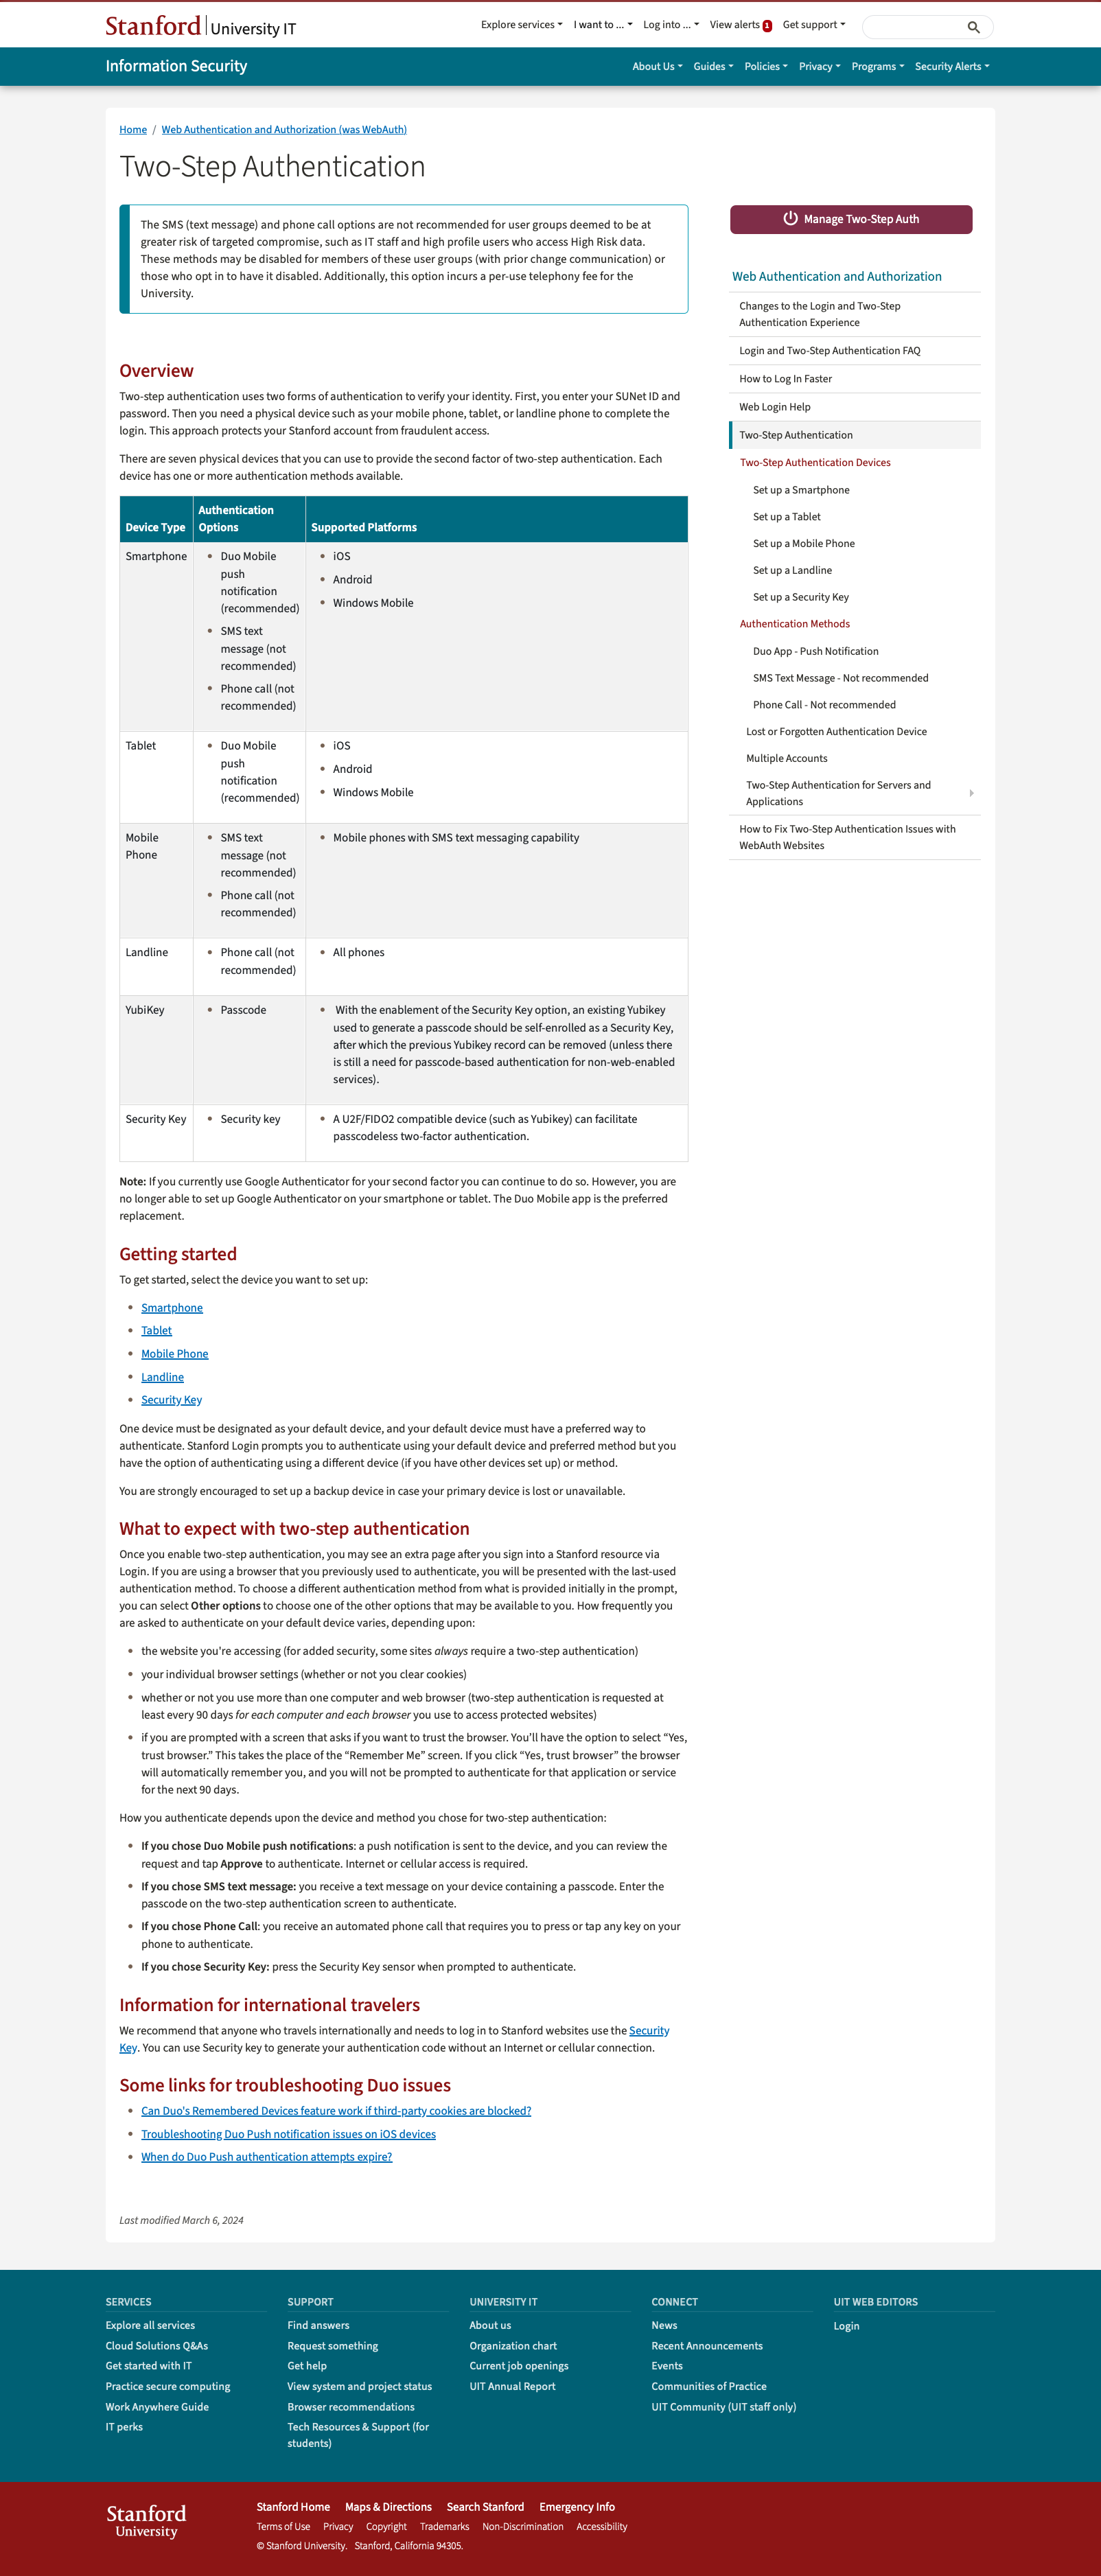 Stanford University IT
Explore services I want to ... Log into ... View alerts 1 Get support
Information Security
About Us Guides Policies Privacy Programs Security Alerts
Home / Web Authentication and Authorization (was WebAuth)
Two-Step Authentication
The SMS (text message) and phone call options are not recommended for user groups deemed to be at
greater risk of targeted compromise, such as IT staff and high profile users who access High Risk data.
These methods may be disabled for members of these user groups (with prior change communication) or
those who opt in to have it disabled. Additionally, this option incurs a per-use telephony fee for the
University.
Overview
Two-step authentication uses two forms of authentication to verify your identity. First, you enter your SUNet ID and
password. Then you need a physical device such as your mobile phone, tablet, or landline phone to complete the
login. This approach protects your Stanford account from fraudulent access.
There are seven physical devices that you can use to provide the second factor of two-step authentication. Each
device has one or more authentication methods available.
Device Type
Authentication
Options
Supported Platforms
Smartphone
Duo Mobile
push
notification
(recommended)
SMS text
message (not
recommended)
Phone call (not
recommended)
iOS
Android
Windows Mobile
Tablet
Duo Mobile
push
notification
(recommended)
iOS
Android
Windows Mobile
Mobile
Phone
SMS text
message (not
recommended)
Phone call (not
recommended)
Mobile phones with SMS text messaging capability
Landline
Phone call (not
recommended)
All phones
YubiKey
Passcode
With the enablement of the Security Key option, an existing Yubikey
used to generate a passcode should be self-enrolled as a Security Key,
after which the previous Yubikey record can be removed (unless there
is still a need for passcode-based authentication for non-web-enabled
services).
Security Key
Security key
A U2F/FIDO2 compatible device (such as Yubikey) can facilitate
passcodeless two-factor authentication.
Note: If you currently use Google Authenticator for your second factor you can continue to do so. However, you are
no longer able to set up Google Authenticator on your smartphone or tablet. The Duo Mobile app is the preferred
replacement.
Getting started
To get started, select the device you want to set up:
Smartphone
Tablet
Mobile Phone
Landline
Security Key
One device must be designated as your default device, and your default device must have a preferred way to
authenticate. Stanford Login prompts you to authenticate using your default device and preferred method but you
have the option of authenticating using a different device (if you have other devices set up) or method.
You are strongly encouraged to set up a backup device in case your primary device is lost or unavailable.
What to expect with two-step authentication
Once you enable two-step authentication, you may see an extra page after you sign into a Stanford resource via
Login. If you are using a browser that you previously used to authenticate, you will be presented with the last-used
authentication method. To choose a different authentication method from what is provided initially in the prompt,
you can select Other options to choose one of the other options that may be available to you. How frequently you
are asked to authenticate on your default device varies, depending upon:
the website you're accessing (for added security, some sites always require a two-step authentication)
your individual browser settings (whether or not you clear cookies)
whether or not you use more than one computer and web browser (two-step authentication is requested at
least every 90 days for each computer and each browser you use to access protected websites)
if you are prompted with a screen that asks if you want to trust the browser. You'll have the option to select “Yes,
trust browser.” This takes the place of the “Remember Me” screen. If you click “Yes, trust browser” the browser
will automatically remember you, and you will not be prompted to authenticate for that application or service
for the next 90 days.
How you authenticate depends upon the device and method you chose for two-step authentication:
If you chose Duo Mobile push notifications: a push notification is sent to the device, and you can review the
request and tap Approve to authenticate. Internet or cellular access is required.
If you chose SMS text message: you receive a text message on your device containing a passcode. Enter the
passcode on the two-step authentication screen to authenticate.
If you chose Phone Call: you receive an automated phone call that requires you to press or tap any key on your
phone to authenticate.
If you chose Security Key: press the Security Key sensor when prompted to authenticate.
Information for international travelers
We recommend that anyone who travels internationally and needs to log in to Stanford websites use the Security
Key. You can use Security key to generate your authentication code without an Internet or cellular connection.
Some links for troubleshooting Duo issues
Can Duo's Remembered Devices feature work if third-party cookies are blocked?
Troubleshooting Duo Push notification issues on iOS devices
When do Duo Push authentication attempts expire?
Last modified March 6, 2024
Manage Two-Step Auth
Web Authentication and Authorization
Changes to the Login and Two-Step
Authentication Experience
Login and Two-Step Authentication FAQ
How to Log In Faster
Web Login Help
Two-Step Authentication
Two-Step Authentication Devices
Set up a Smartphone
Set up a Tablet
Set up a Mobile Phone
Set up a Landline
Set up a Security Key
Authentication Methods
Duo App - Push Notification
SMS Text Message - Not recommended
Phone Call - Not recommended
Lost or Forgotten Authentication Device
Multiple Accounts
Two-Step Authentication for Servers and
Applications
How to Fix Two-Step Authentication Issues with
WebAuth Websites
SERVICES
Explore all services
Cloud Solutions Q&As
Get started with IT
Practice secure computing
Work Anywhere Guide
IT perks
SUPPORT
Find answers
Request something
Get help
View system and project status
Browser recommendations
Tech Resources & Support (for
students)
UNIVERSITY IT
About us
Organization chart
Current job openings
UIT Annual Report
CONNECT
News
Recent Announcements
Events
Communities of Practice
UIT Community (UIT staff only)
UIT WEB EDITORS
Login
Stanford
University
Stanford Home Maps & Directions Search Stanford Emergency Info
Terms of Use Privacy Copyright Trademarks Non-Discrimination Accessibility
© Stanford University. Stanford, California 94305.